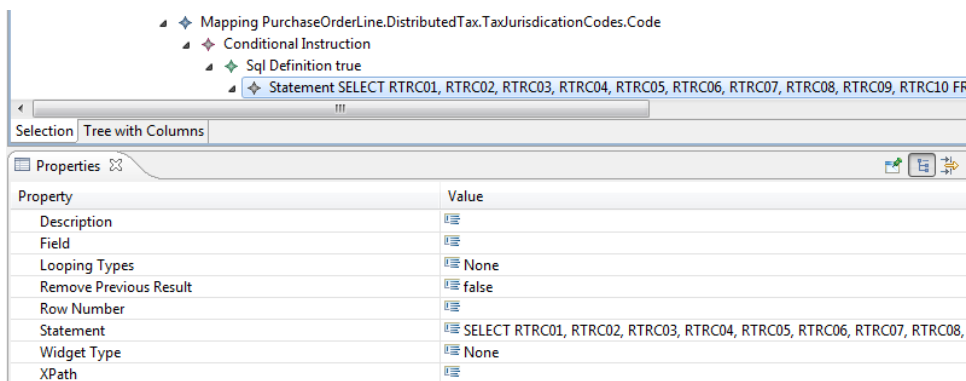 Mapping PurchaseOrderLine.DistributedTax.TaxJurisdicationCodes.Code
Conditional Instruction
Sql Definition true
Statement SELECT RTRC01, RTRC02, RTRC03, RTRC04, RTRC05, RTRC06, RTRC07, RTRC08, RTRC09, RTRC10 FR
Selection Tree with Columns
Properties
Property Value
Description
Field
Looping Types None
Remove Previous Result false
Row Number
Statement SELECT RTRC01, RTRC02, RTRC03, RTRC04, RTRC05, RTRC06, RTRC07, RTRC08,
Widget Type None
XPath